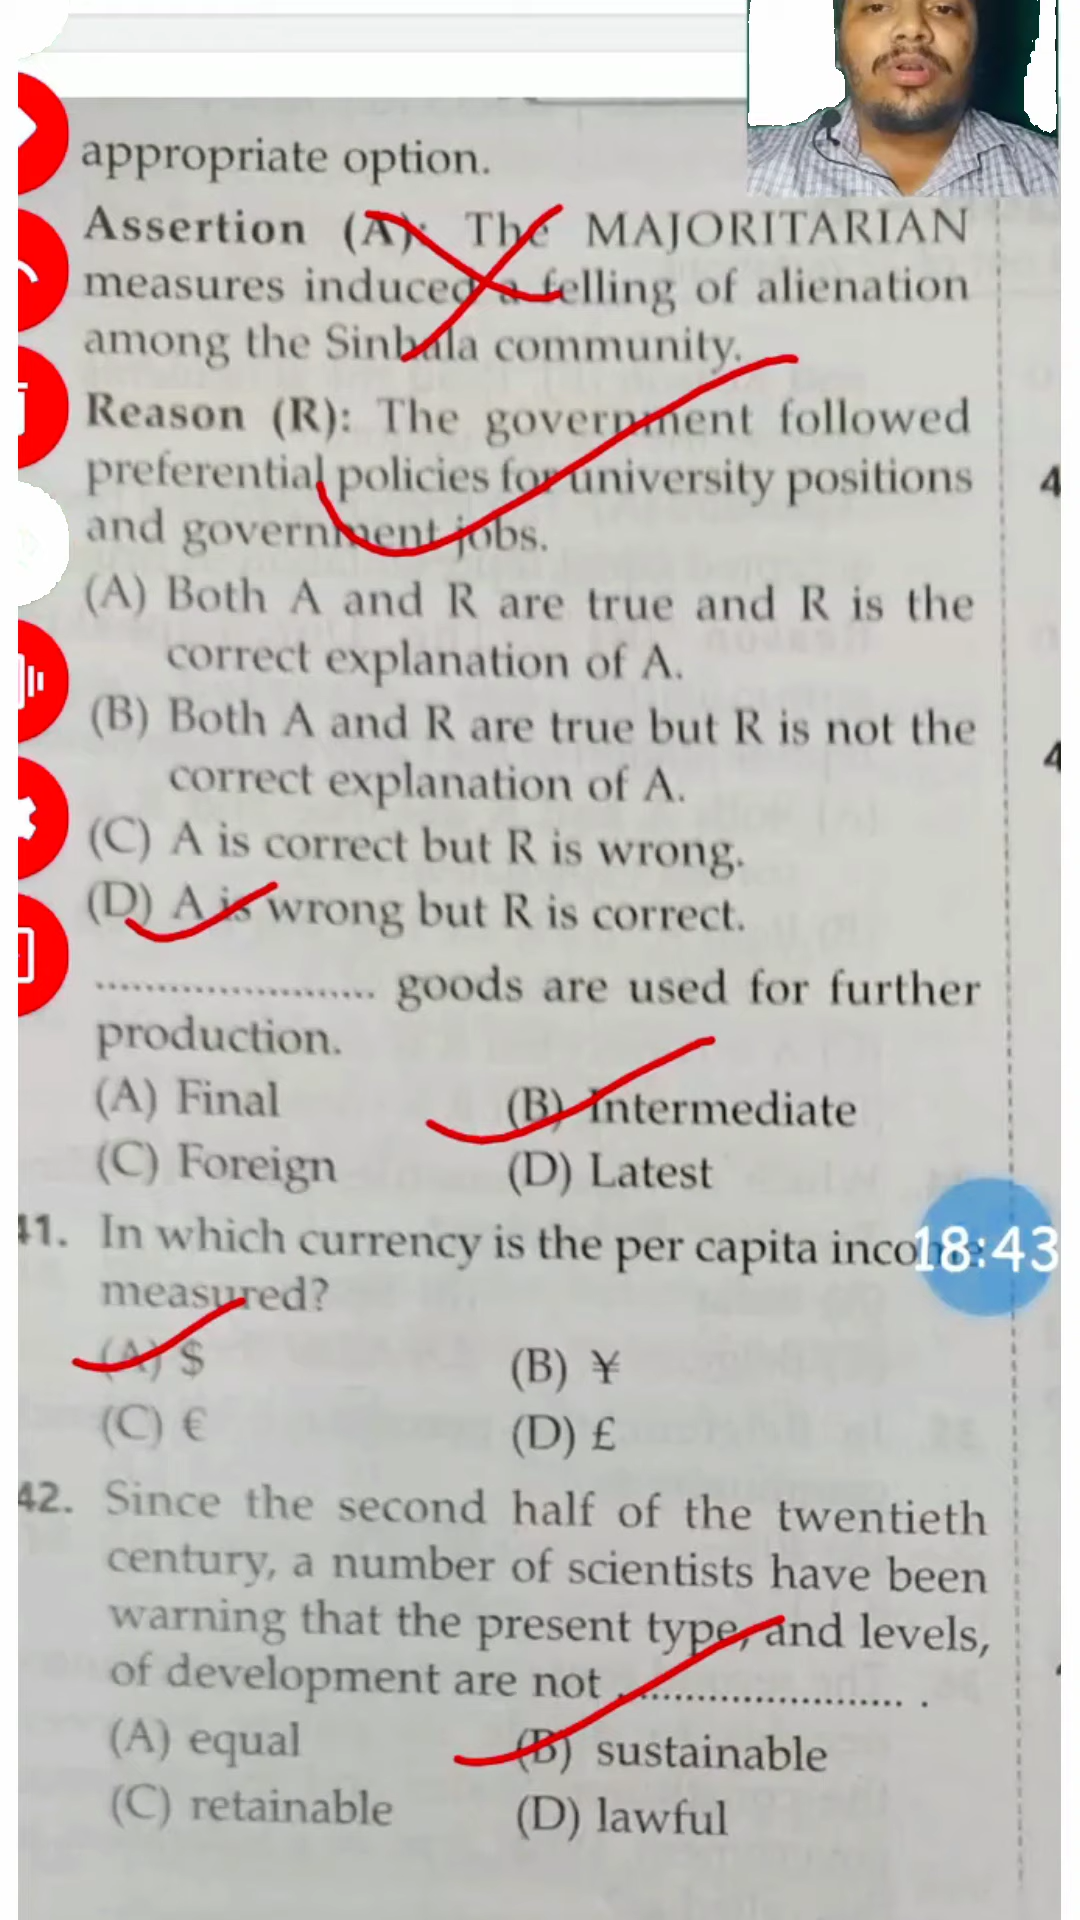 appropriate option.
Assertion (A): The MAJORITARIAN
measures induced a felling of alienation
among the Sinhala community.
Reason (R): The government followed
preferential policies for university positions
and government jobs.
(A) Both A and R are true and R is the
correct explanation of A.
(B) Both A and R are true but R is not the
correct explanation of A.
(C) A is correct but R is wrong.
(D) A is wrong but R is correct.
...................... goods are used for further
production.
(A) Final (B) Intermediate
(C) Foreign (D) Latest
41. In which currency is the per capita income
measured?
18:43
(A) $ (B) ¥
(C) € (D) £
42. Since the second half of the twentieth
century, a number of scientists have been
warning that the present type, and levels,
of development are not ...................... .
(A) equal (B) sustainable
(C) retainable (D) lawful
4
4